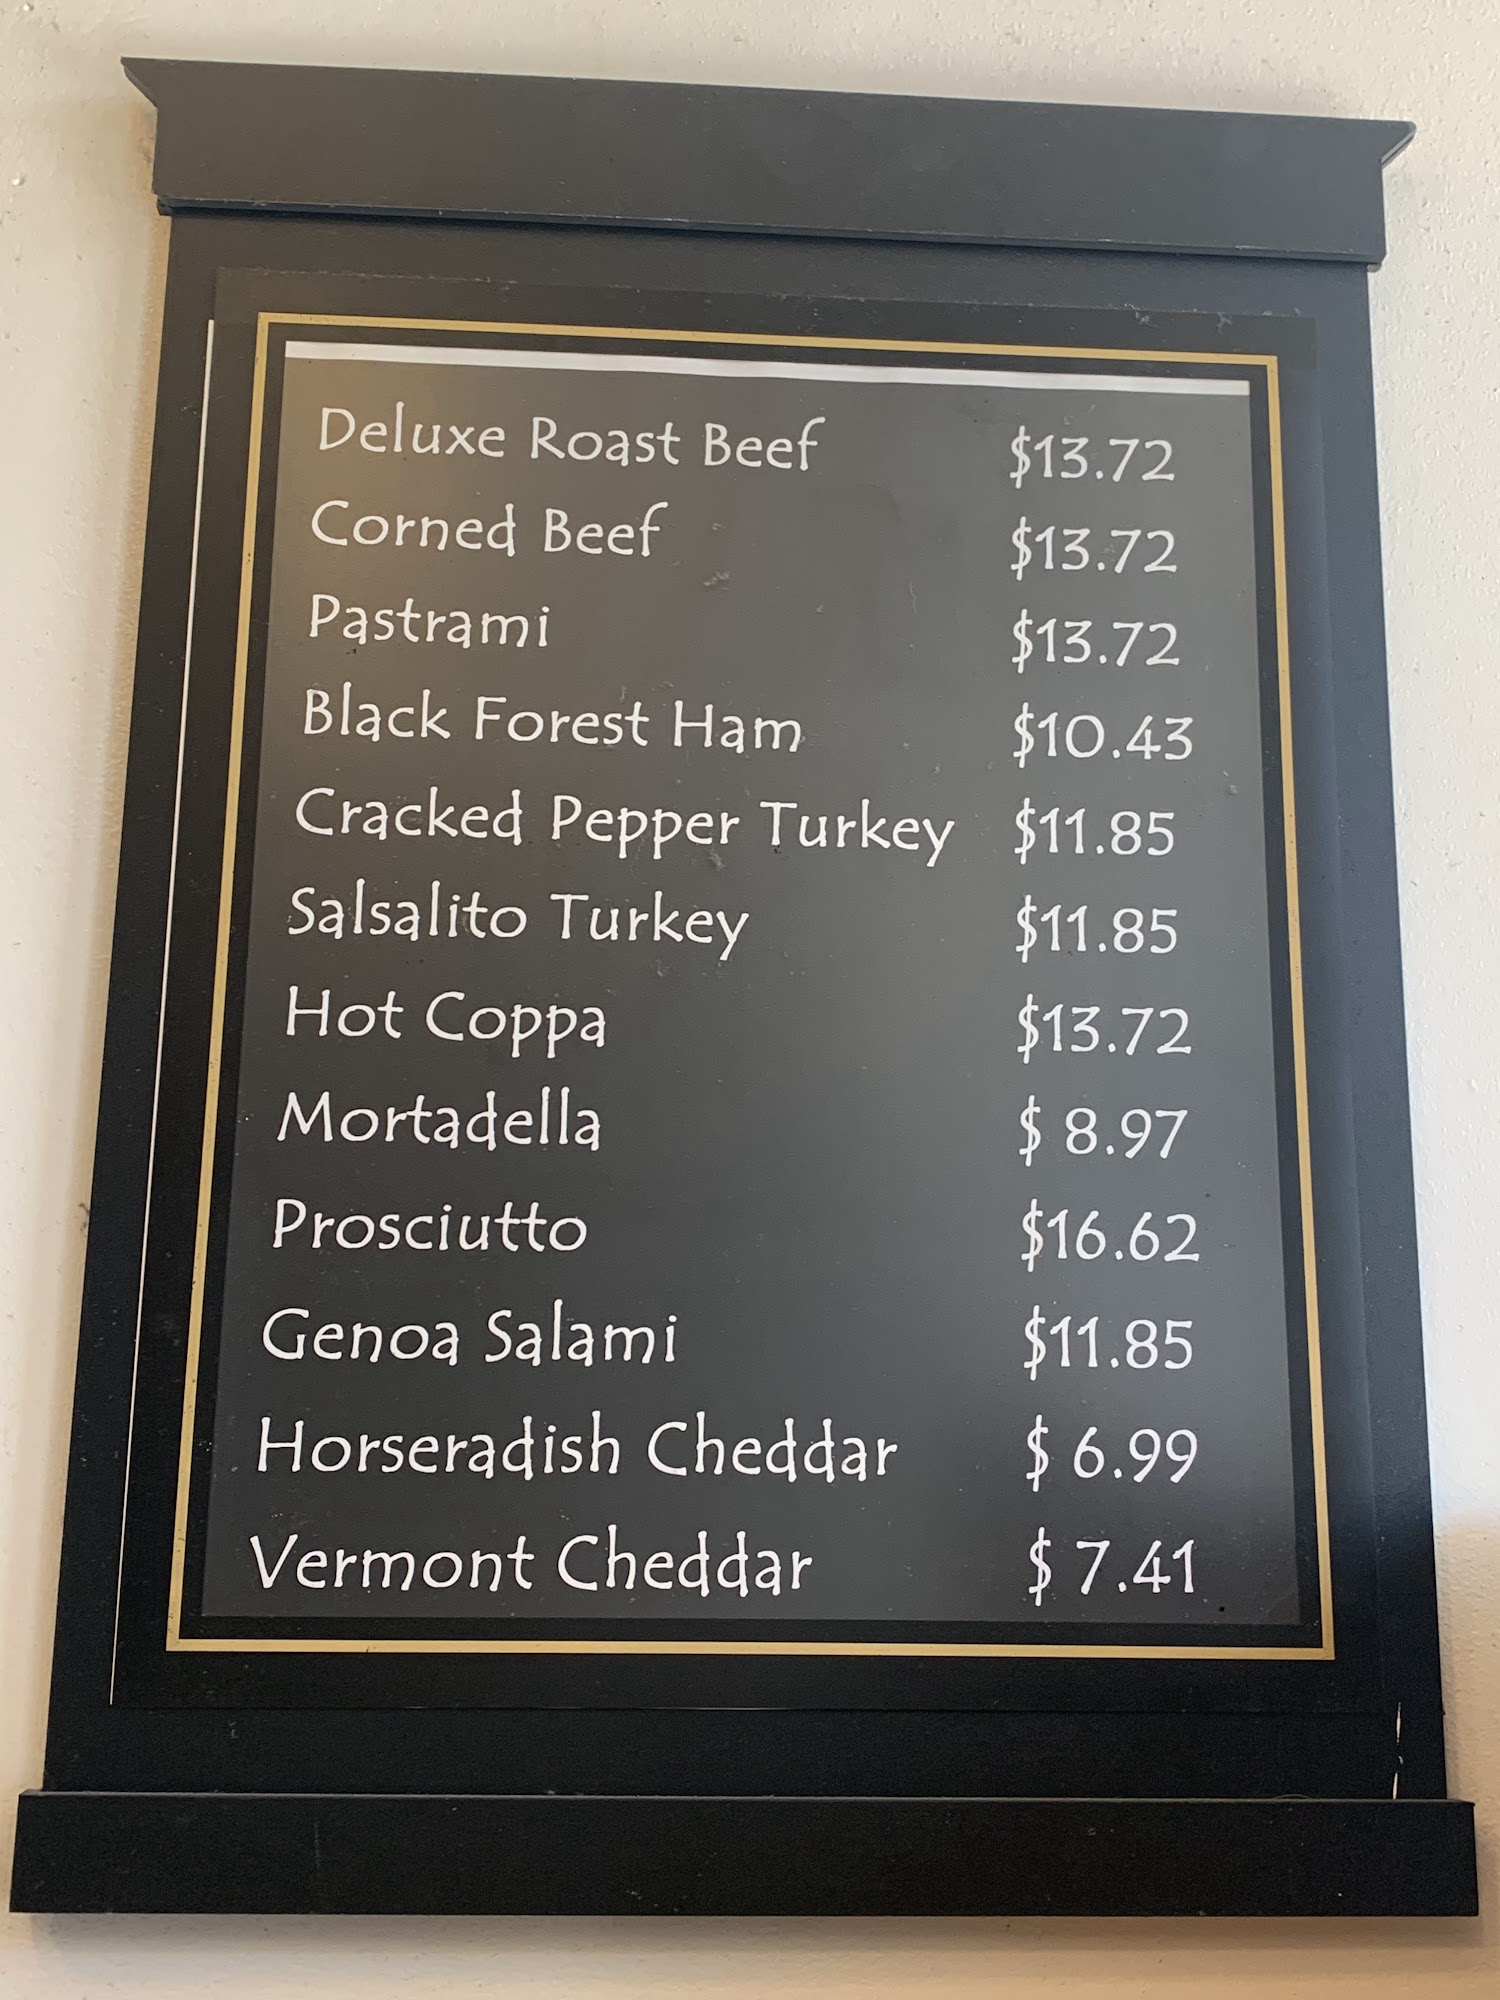 Deluxe Roast Beef $13.72
Corned Beef $13.72
Pastrami $13.72
Black Forest Ham $10.43
Cracked Pepper Turkey $11.85
Salsalito Turkey $11.85
Hot Coppa $13.72
Mortadella $ 8.97
Prosciutto $16.62
Genoa Salami $11.85
Horseradish Cheddar $ 6.99
Vermont Cheddar $ 7.41